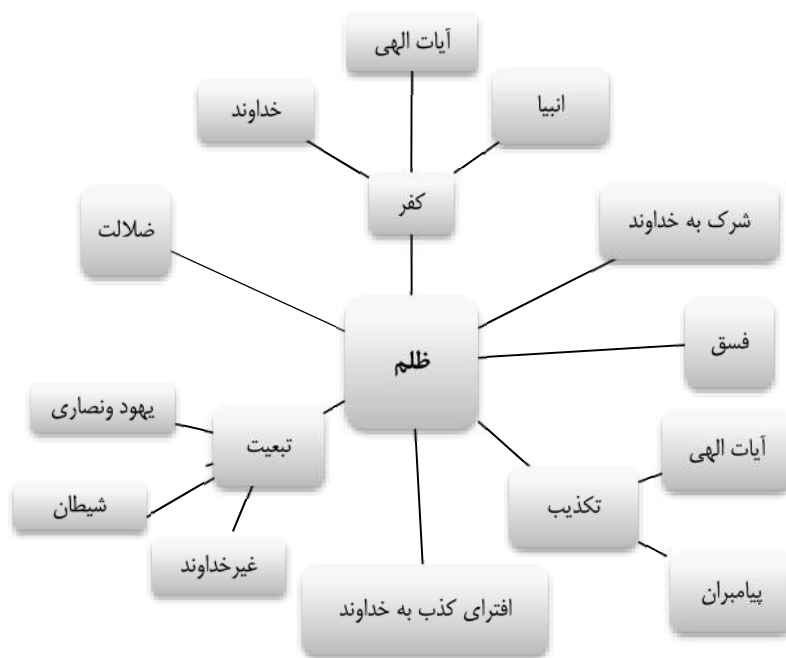 آیات الهی
انبیا
خداوند
کفر
شرک به خداوند
ضلالت
فسق
ظلم
یهود ونصاری
تبعیت
آیات الهی
شیطان
تکذیب
غیرخداوند
پیامبران
افترای کذب به خداوند